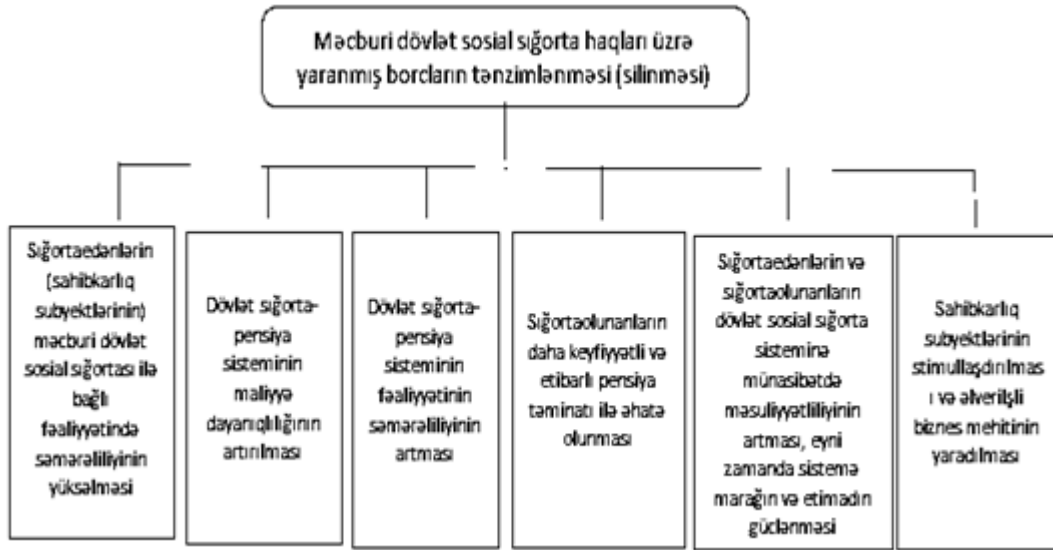 Məcburi dövlət sosial sığorta haqları üzrə
yaranmış borcların tənzimlənməsi (silinməsi)
Sığortaedənlərin
(sahibkarlıq
subyektlərinin)
məcburi dövlət
sosial sığortası ilə
bağlı
fəaliyyətində
səmərəliliyinin
yüksəlməsi
Dövlət sığorta-
pensiya
sisteminin
maliyyə
dayanıqlılığının
artırılması
Dövlət sığorta-
pensiya
sisteminin
fəaliyyətinin
səmərəliliyinin
artması
Sığortaolunanların
daha keyfiyyətli və
etibarlı pensiya
təminatı ilə əhatə
olunması
Sığortaedənlərin və
sığortaolunanların
dövlət sosial sığorta
sisteminə
münasibətdə
məsuliyyətliliyinin
artması, eyni
zamanda sistemə
marağın və etimadın
güclənməsi
Sahibkarlıq
subyektlərinin
stimullaşdırılmas
ı və əlverilşli
biznes mehitinin
yaradılması